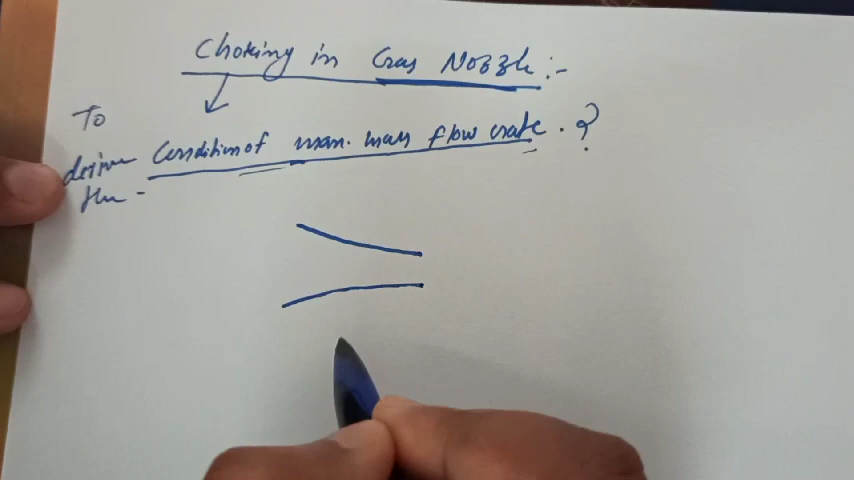 Choking in Gas Nozzle :-
To
derive Condition of max. mass flow rate . ?
the -